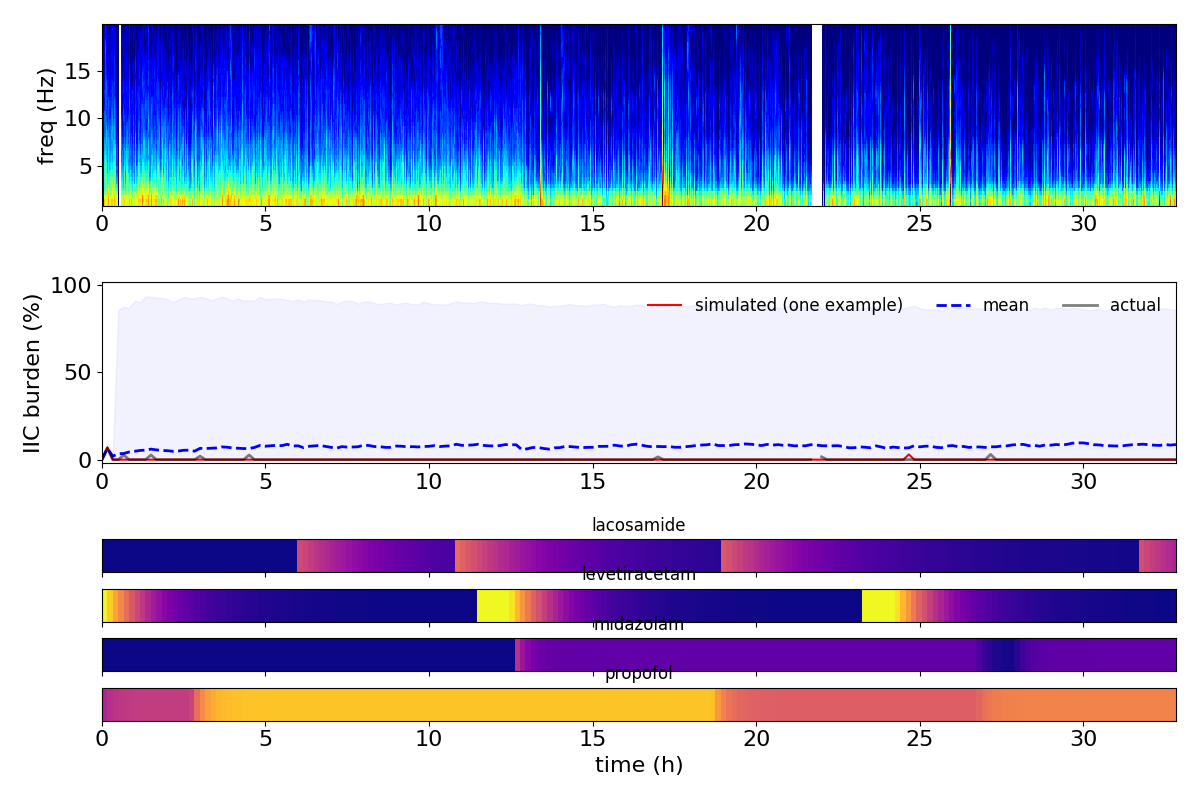 freq (Hz)
15
10
5
0 5 10 15 20 25 30
IIC burden (%)
100
50
0
simulated (one example) mean actual
0 5 10 15 20 25 30
lacosamide
levetiracetam
midazolam
propofol
0 5 10 15 20 25 30
time (h)